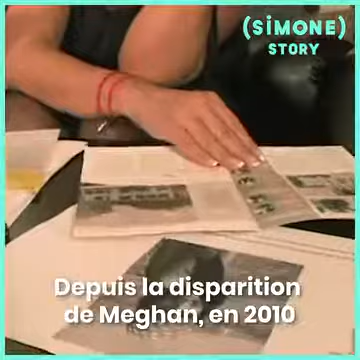 (SIMONE)
STORY
Depuis la disparition
de Meghan, en 2010